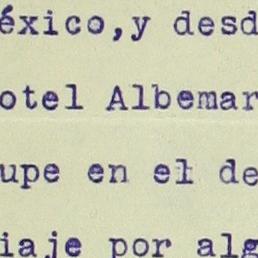 éxico,y desd
otel Albemar
upe en el de
iaje por alg